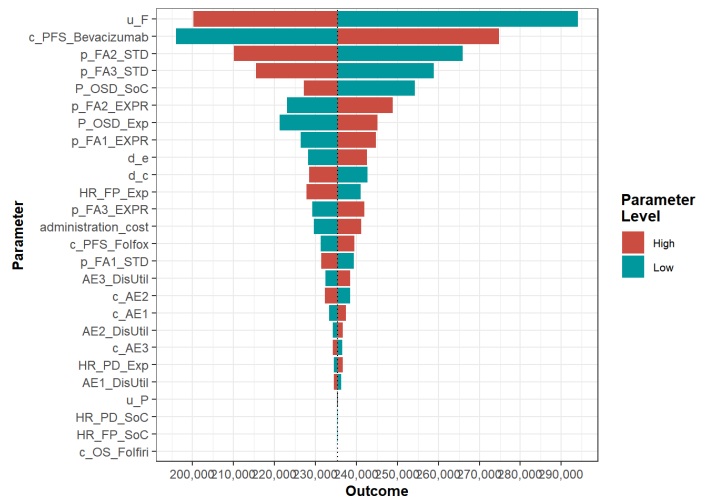 u_F
c_PFS_Bevacizumab
p_FA2_STD
p_FA3_STD
P_OSD_SoC
p_FA2_EXPR
P_OSD_Exp
p_FA1_EXPR
d_e
d_c
HR_FP_Exp
p_FA3_EXPR
administration_cost
c_PFS_Folfox
p_FA1_STD
AE3_DisUtil
c_AE2
c_AE1
AE2_DisUtil
c_AE3
HR_PD_Exp
AE1_DisUtil
u_P
HR_PD_SoC
HR_FP_SoC
c_OS_Folfiri
Parameter
200,000 210,000 220,000 230,000 240,000 250,000 260,000 270,000 280,000 290,000
Outcome
Parameter
Level
High
Low